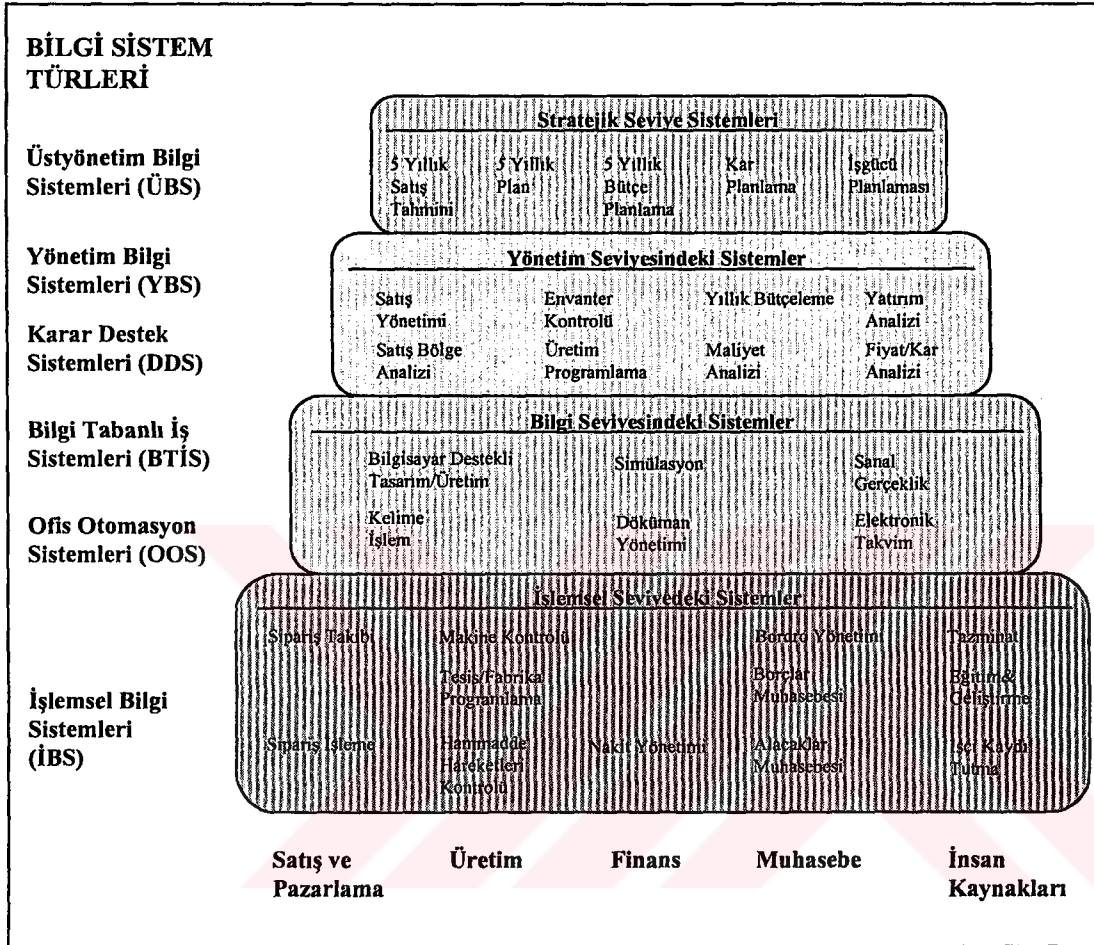 BİLGİ SİSTEM
TÜRLERİ
Stratejik Seviye Sistemleri
Üstyönetim Bilgi
Sistemleri (ÜBS)
5 Yıllık
Satış
Tahmini
5 Yıllık
Plan
5 Yıllık
Bütçe
Planlama
Kar
Planlama
İşgücü
Planlaması
Yönetim Bilgi
Sistemleri (YBS)
Karar Destek
Sistemleri (DDS)
Yönetim Seviyesindeki Sistemler
Satış
Yönetimi
Envanter
Kontrolü
Yıllık Bütçeleme
Yatırım
Analizi
Satış Bölge
Analizi
Üretim
Programlama
Maliyet
Analizi
Fiyat/Kar
Analizi
Bilgi Tabanlı İş
Sistemleri (BTİS)
Ofis Otomasyon
Sistemleri (OOS)
Bilgi Seviyesindeki Sistemler
Bilgisayar Destekli
Tasarım/Üretim
Simülasyon
Sanal
Gerçeklik
Kelime
İşlem
Döküman
Yönetimi
Elektronik
Takvim
İşlemsel Bilgi
Sistemleri
(İBS)
İşlemsel Seviyedeki Sistemler
Sipariş Takibi
Makine Kontrolü
Bordro Yönetimi
Tazminat
Tesis/Fabrika
Programlama
Borçlar
Muhasebesi
Eğitim&
Geliştirme
Sipariş İşleme
Hammadde
Hareketleri
Kontrolü
Nakit Yönetimi
Alacaklar
Muhasebesi
İşçi Kaydı
Tutma
Satış ve
Pazarlama
Üretim
Finans
Muhasebe
İnsan
Kaynakları